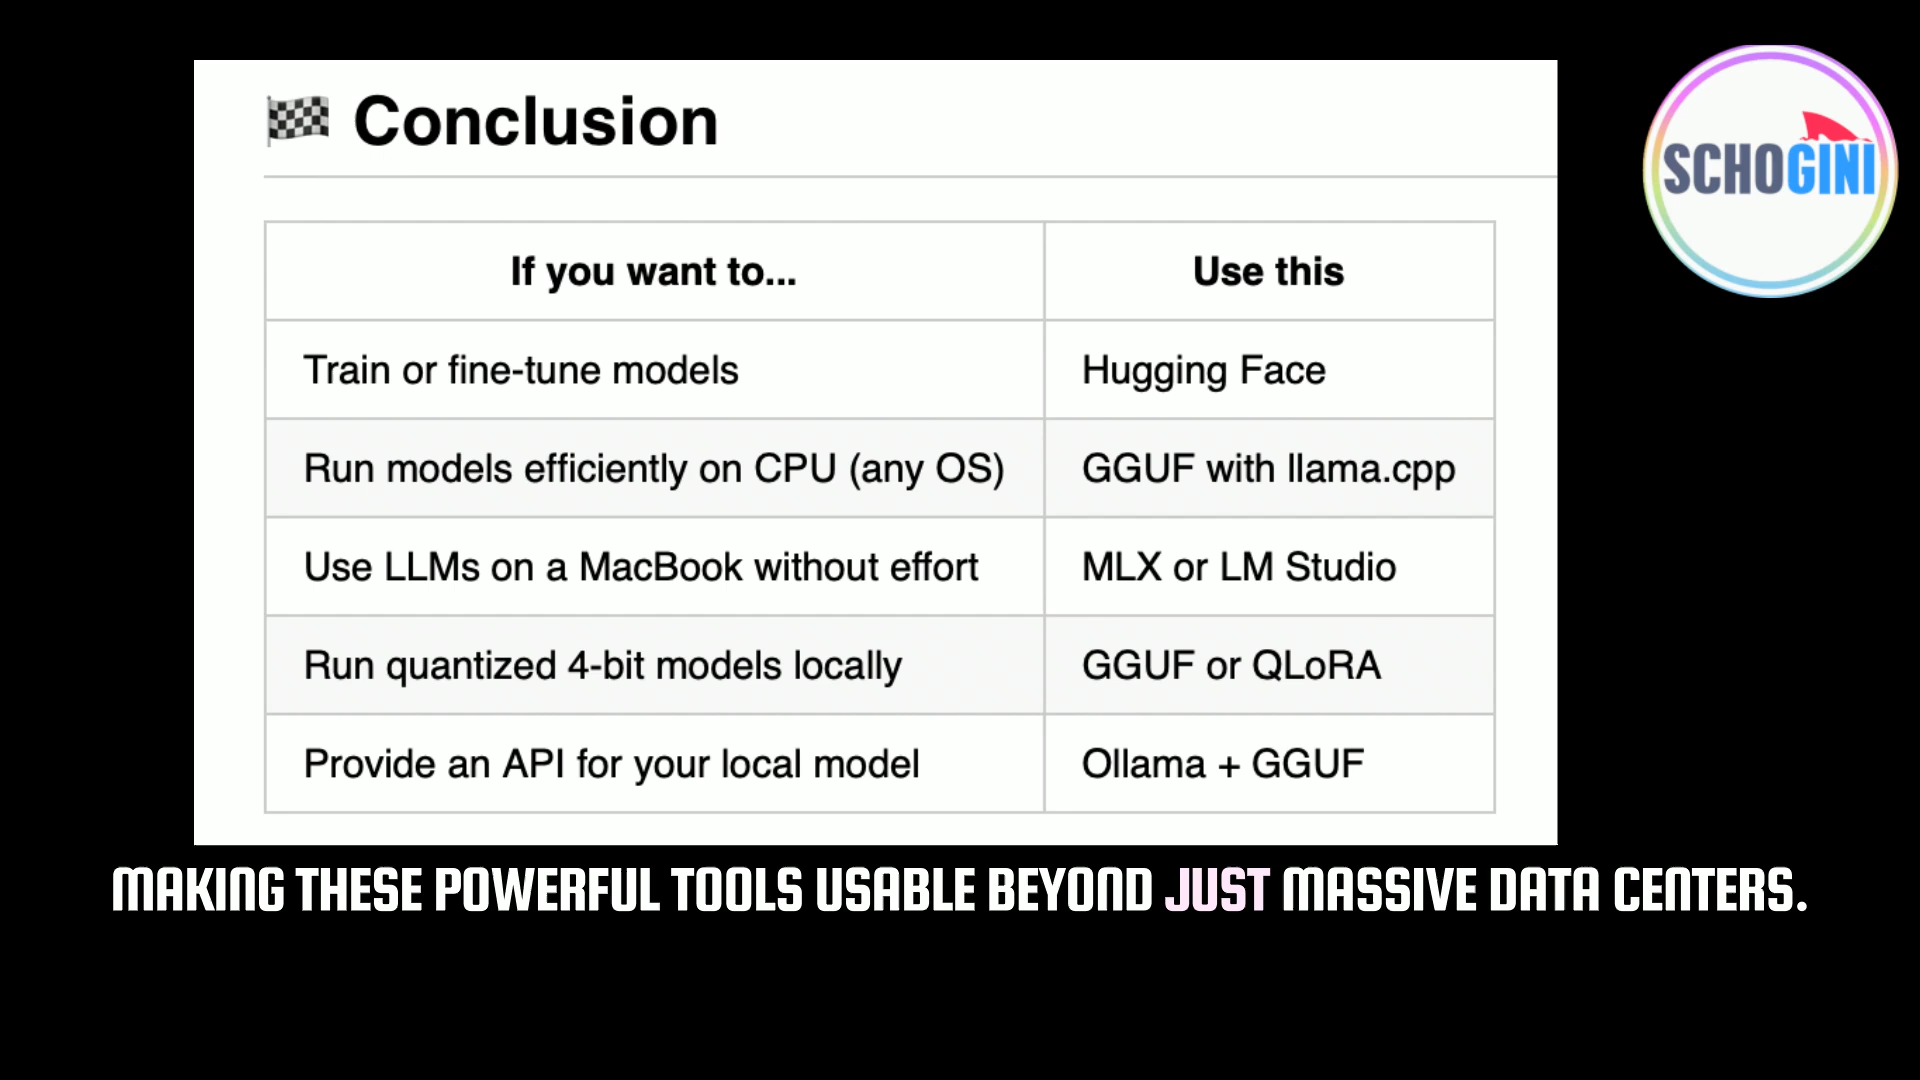 🏁 Conclusion
If you want to... Use this
Train or fine-tune models Hugging Face
Run models efficiently on CPU (any OS) GGUF with llama.cpp
Use LLMs on a MacBook without effort MLX or LM Studio
Run quantized 4-bit models locally GGUF or QLoRA
Provide an API for your local model Ollama + GGUF
MAKING THESE POWERFUL TOOLS USABLE BEYOND JUST MASSIVE DATA CENTERS.
SCHOGINI